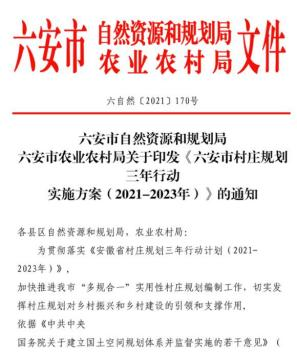 六安市 自然资源和规划局 农业农村局 文件
六自然〔2021〕170号
六安市自然资源和规划局
六安市农业农村局关于印发《六安市村庄规划
三年行动
实施方案（2021-2023年）》的通知
各县区自然资源和规划局，农业农村局：
为贯彻落实《安徽省村庄规划三年行动计划（2021-
2023年）》，
加快推进我市“多规合一”实用性村庄规划编制工作，切实发
挥村庄规划对乡村振兴和乡村建设的引领和支撑作用，
依据《中共中央
国务院关于建立国土空间规划体系并监督实施的若干意见》（